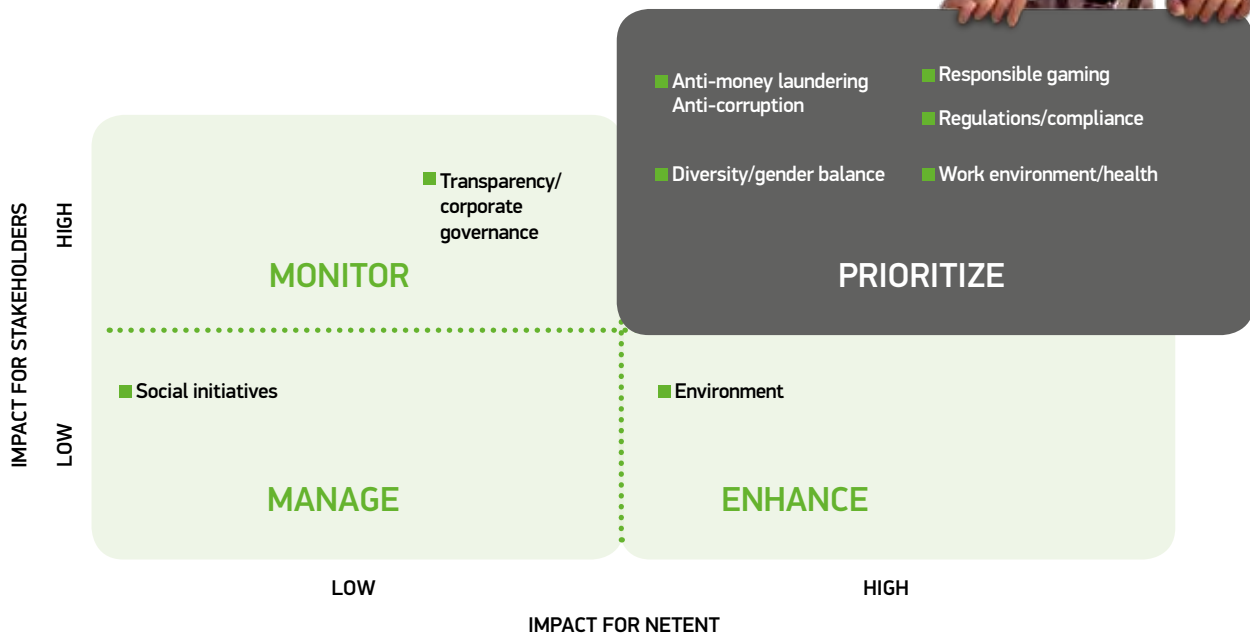 Anti-money laundering
Anti-corruption
Responsible gaming
Regulations/compliance
Diversity/gender balance
Work environment/health
PRIORITIZE
Transparency/
corporate
governance
MONITOR
Social initiatives
MANAGE
Environment
ENHANCE
IMPACT FOR STAKEHOLDERS
HIGH
LOW
LOW
HIGH
IMPACT FOR NETENT